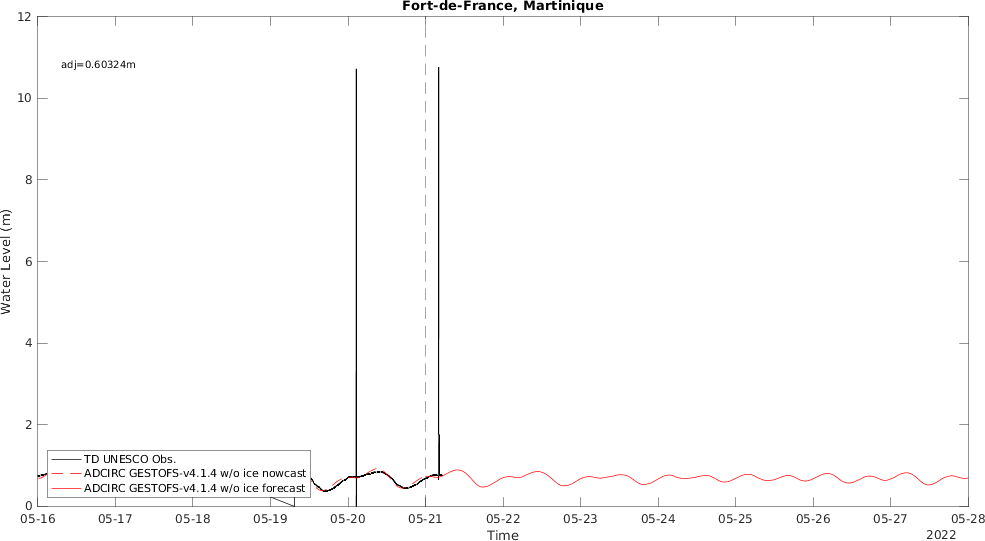 Fort-de-France, Martinique
12
adj=0.60324m
10
8
6
4
2
0
Water Level (m)
TD UNESCO Obs.
ADCIRC GESTOFS-v4.1.4 w/o ice nowcast
ADCIRC GESTOFS-v4.1.4 w/o ice forecast
05-16 05-17 05-18 05-19 05-20 05-21 05-22 05-23 05-24 05-25 05-26 05-27 05-28
Time
2022